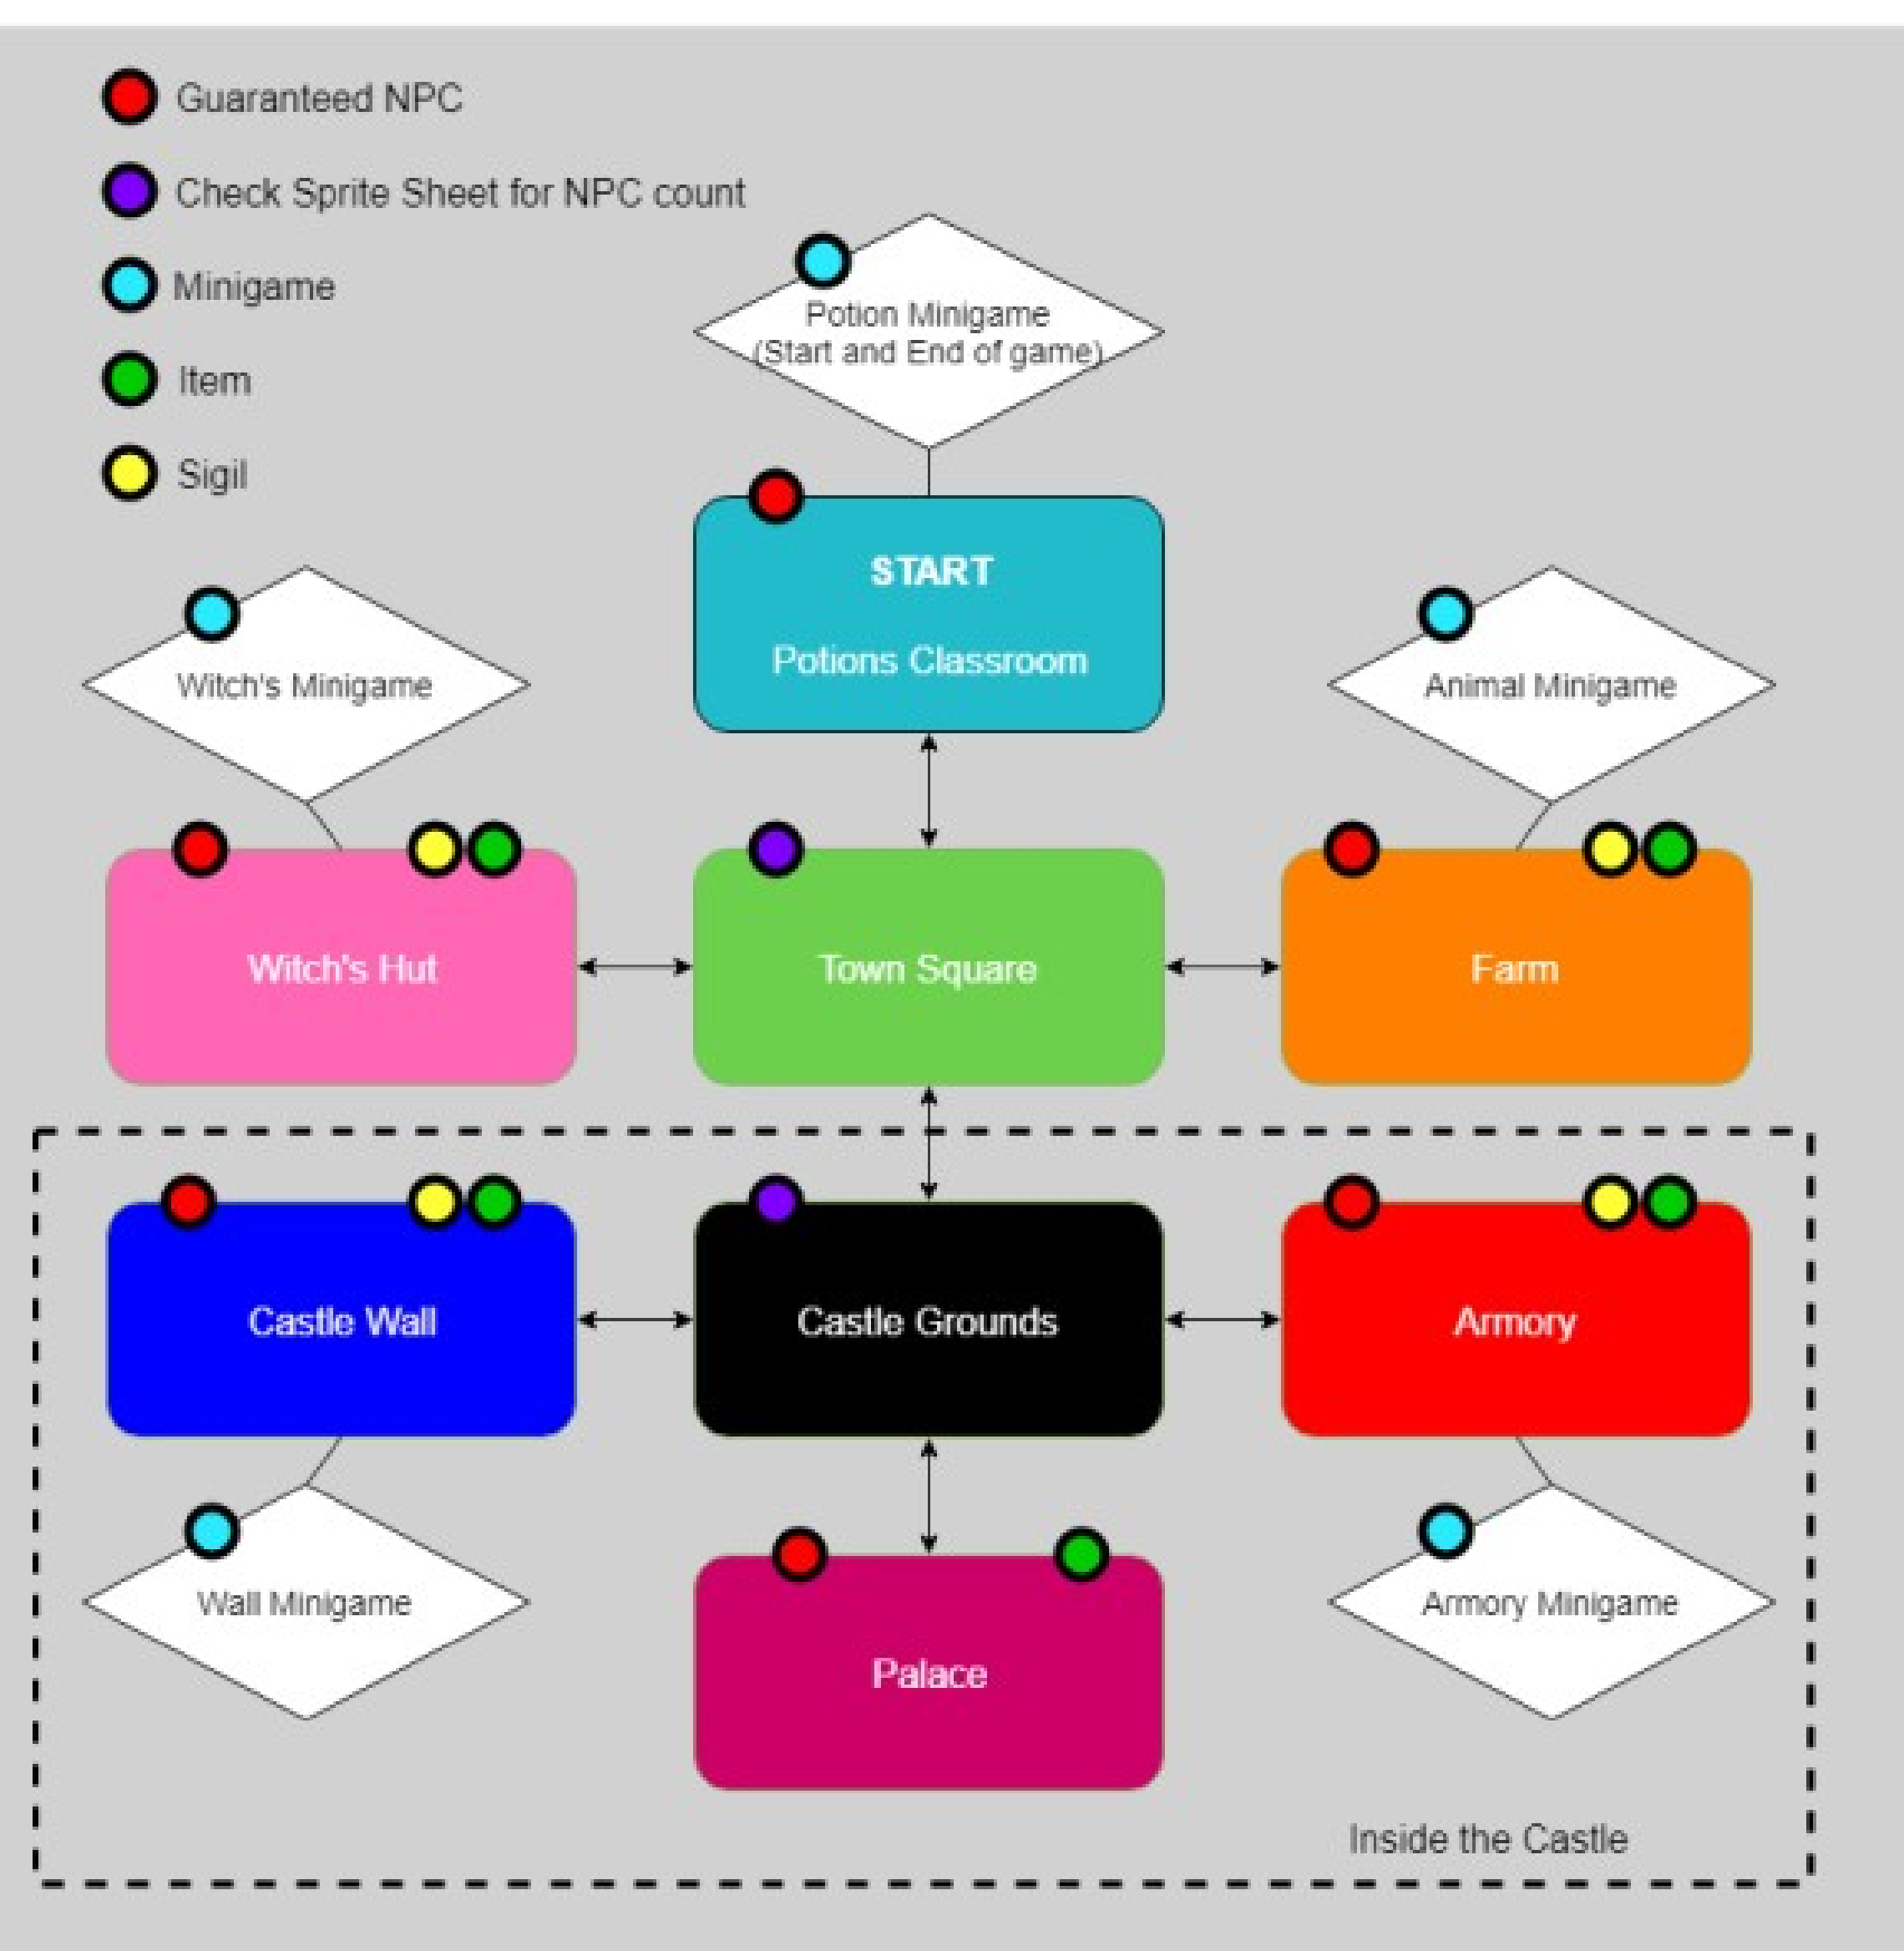 Guaranteed NPC
Check Sprite Sheet for NPC count
Minigame
Item
Sigil
Potion Minigame
(Start and End of game)
START
Potions Classroom
Witch's Minigame
Animal Minigame
Witch's Hut
Town Square
Farm
Castle Wall
Castle Grounds
Armory
Wall Minigame
Armory Minigame
Palace
Inside the Castle